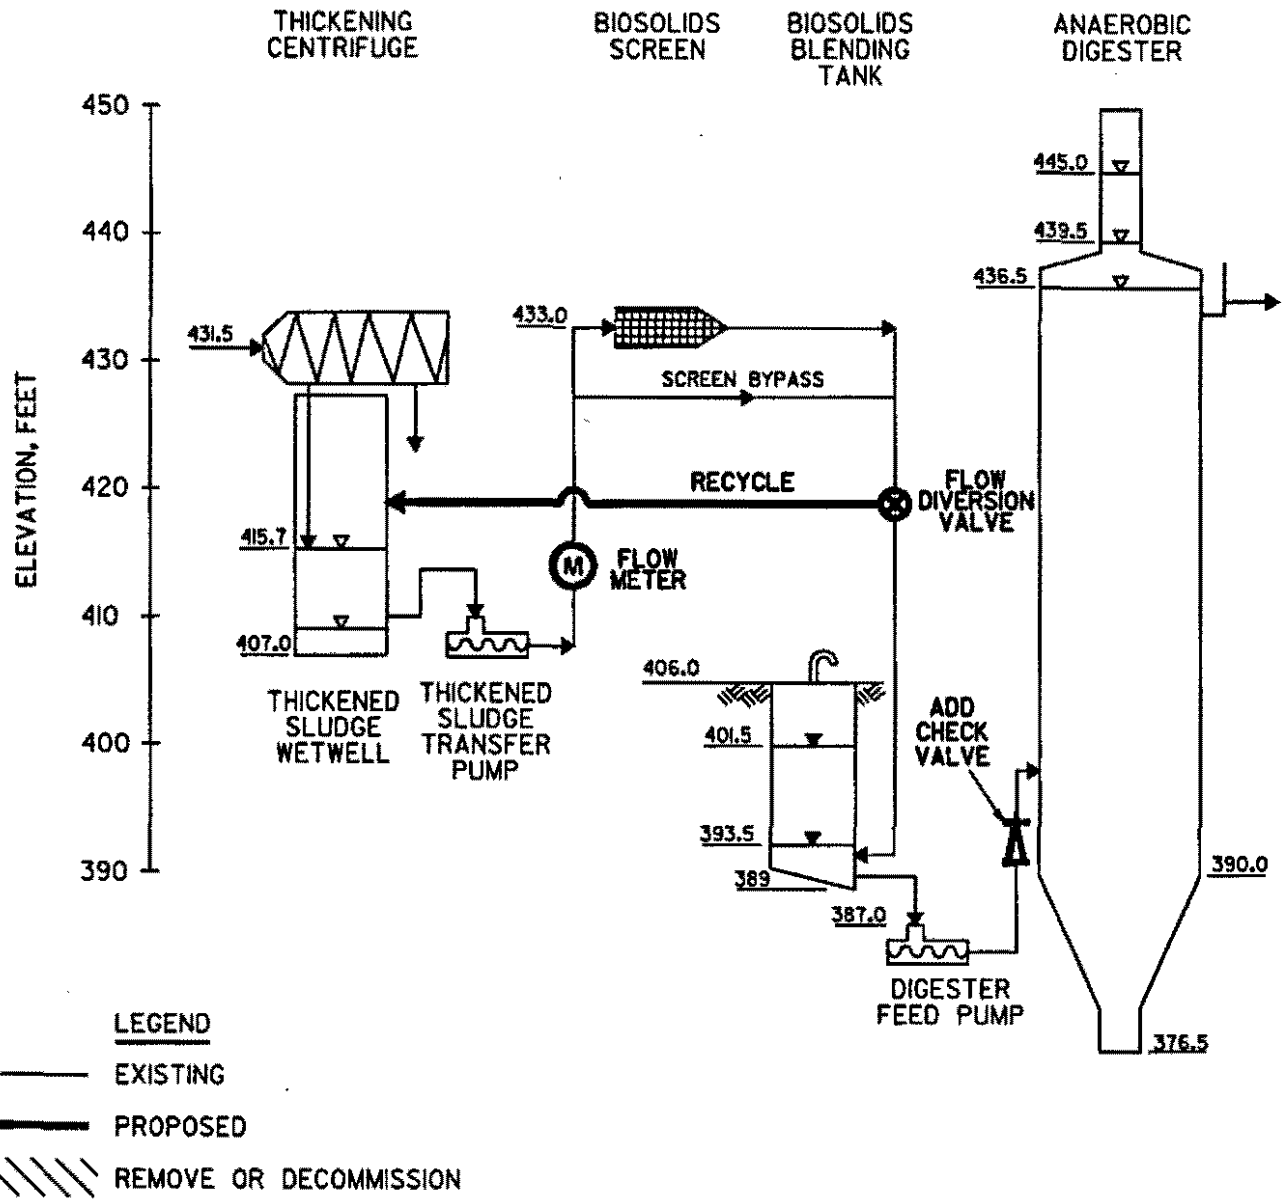 THICKENING
CENTRIFUGE
BIOSOLIDS
SCREEN
BIOSOLIDS
BLENDING
TANK
ANAEROBIC
DIGESTER
450
440
430
420
410
400
390
ELEVATION, FEET
445.0
439.5
436.5
431.5
433.0
SCREEN BYPASS
RECYCLE
FLOW
DIVERSION
VALVE
415.7
M
FLOW
METER
407.0
THICKENED
SLUDGE
WETWELL
THICKENED
SLUDGE
TRANSFER
PUMP
406.0
401.5
393.5
389
387.0
ADD
CHECK
VALVE
390.0
DIGESTER
FEED PUMP
376.5
LEGEND
EXISTING
PROPOSED
REMOVE OR DECOMMISSION